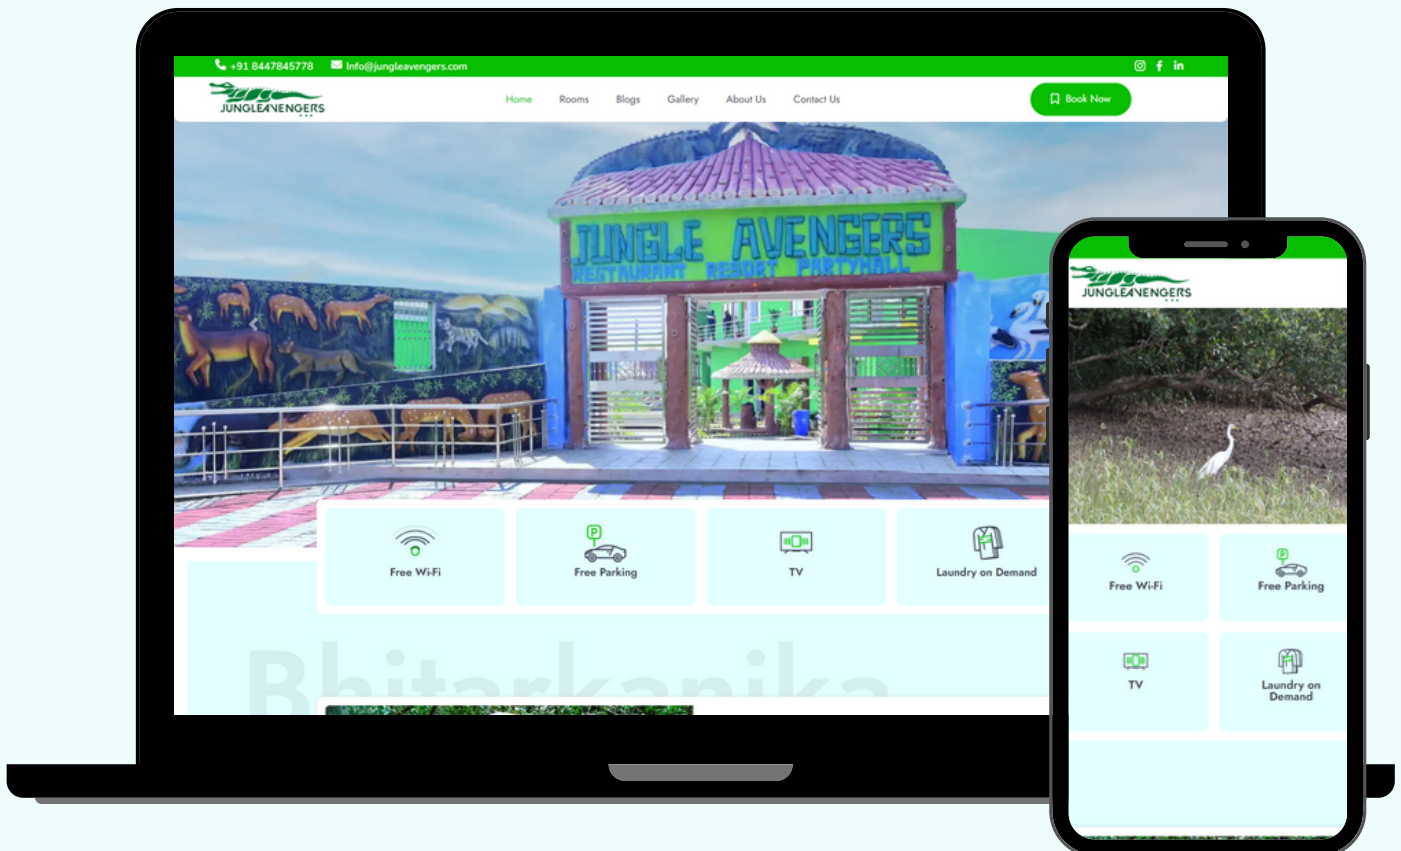 +91 8447845778 Info@jungleavengers.com
JUNGLEAVENGERS
Home Rooms Blogs Gallery About Us Contact Us
Book Now
JUNGLE AVENGERS
RESTAURANT RESORT PARTYHALL
Free Wi-Fi
Free Parking
TV
Laundry on Demand
Bhitarkanika
JUNGLEAVENGERS
Free Wi-Fi
Free Parking
TV
Laundry on
Demand